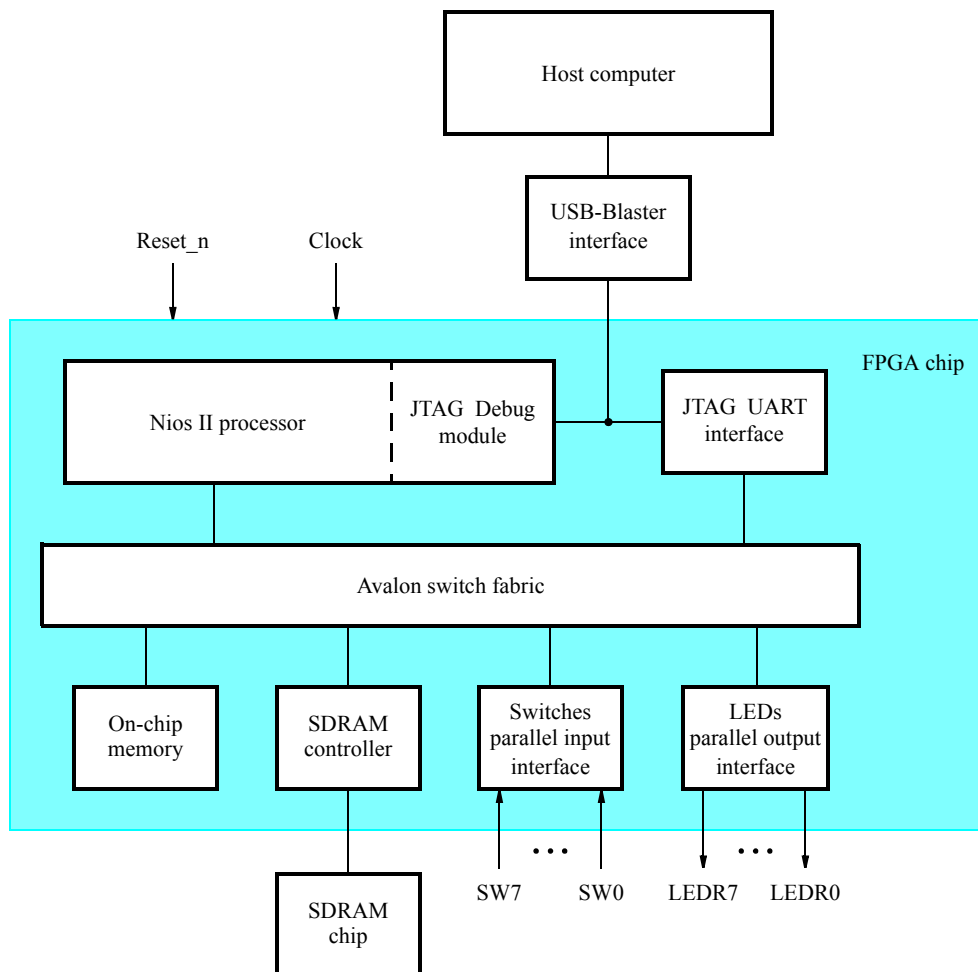 Host computer
USB-Blaster
interface
Reset_n
Clock
FPGA chip
Nios II processor
JTAG Debug
module
JTAG UART
interface
Avalon switch fabric
On-chip
memory
SDRAM
controller
Switches
parallel input
interface
LEDs
parallel output
interface
SW7
SW0
LEDR7
LEDR0
SDRAM
chip